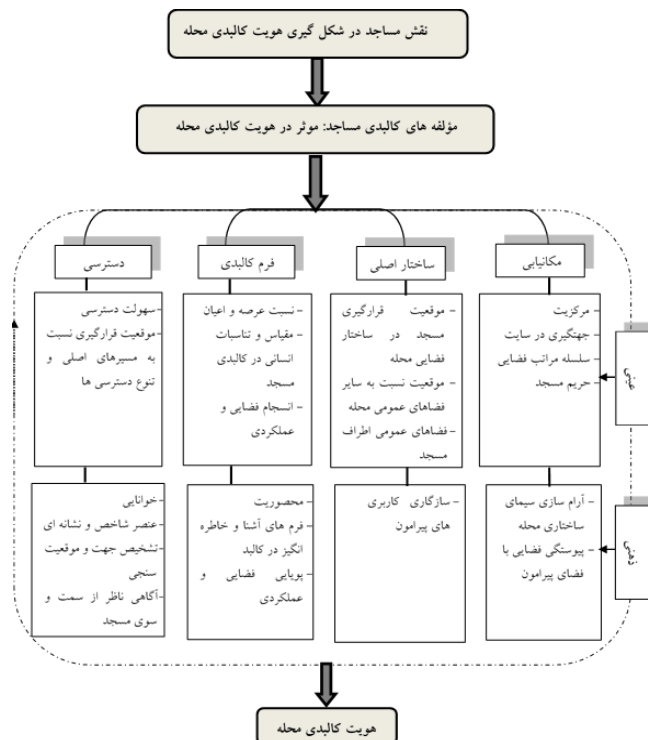 نقش مساجد در شکل گیری هویت کالبدی محله
مؤلفه های کالبدی مساجد: موثر در هویت کالبدی محله
مکانیابی
ساختار اصلی
فرم کالبدی
دسترسی
عینی
- مرکزیت
- جهتگیری در سایت
- سلسله مراتب فضایی
- حریم مسجد
- موقعیت قرارگیری
مسجد در ساختار
فضایی محله
- موقعیت نسبت به سایر
فضاهای عمومی محله
- فضاهای عمومی اطراف
مسجد
- نسبت عرصه و اعیان
- مقیاس و تناسبات
انسانی در کالبدی
مسجد
- انسجام فضایی و
عملکردی
- سهولت دسترسی
- موقعیت قرارگیری نسبت
به مسیرهای اصلی و
تنوع دسترسی ها
ذهنی
- آرام سازی سیمای
ساختاری محله
- پیوستگی فضایی با
فضای پیرامون
- سازگاری کاربری
های پیرامون
- محصوریت
- فرم های آشنا و خاطره
انگیز در کالبد
- پویایی فضایی و
عملکردی
- خوانایی
- عنصر شاخص و نشانه ای
- تشخیص جهت و موقعیت
سنجی
- آگاهی ناظر از سمت و
سوی مسجد
هویت کالبدی محله